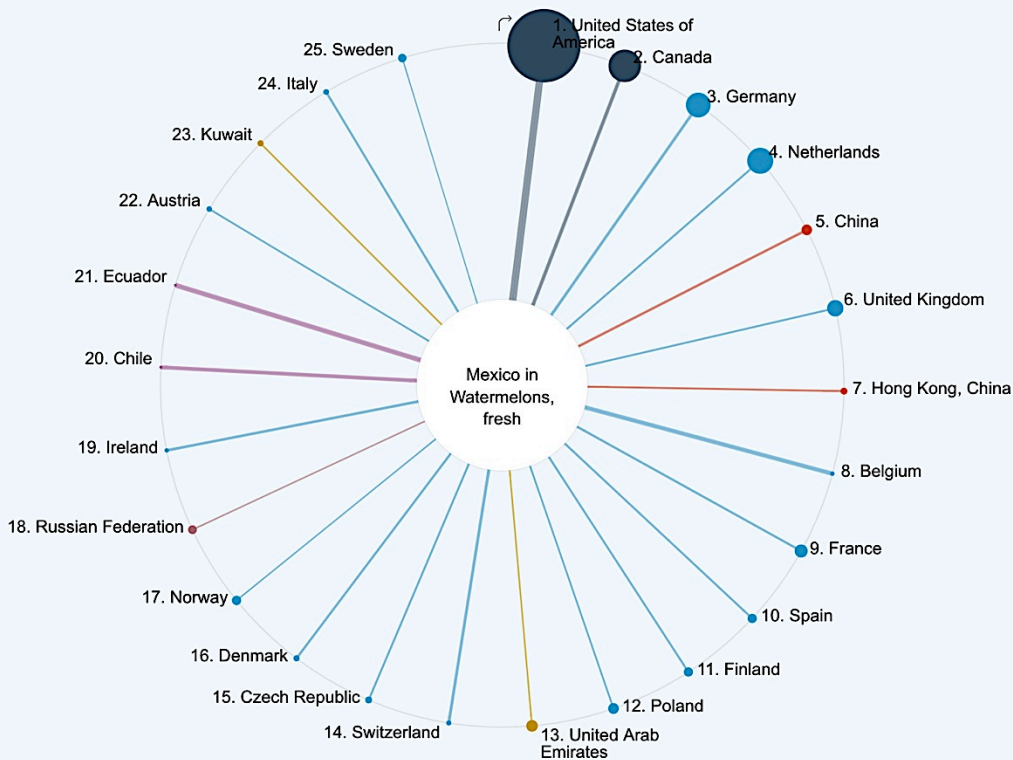 1. United States of
America
2. Canada
3. Germany
4. Netherlands
5. China
6. United Kingdom
7. Hong Kong, China
8. Belgium
9. France
10. Spain
11. Finland
12. Poland
13. United Arab
Emirates
14. Switzerland
15. Czech Republic
16. Denmark
17. Norway
18. Russian Federation
19. Ireland
20. Chile
21. Ecuador
22. Austria
23. Kuwait
24. Italy
25. Sweden
Mexico in
Watermelons,
fresh